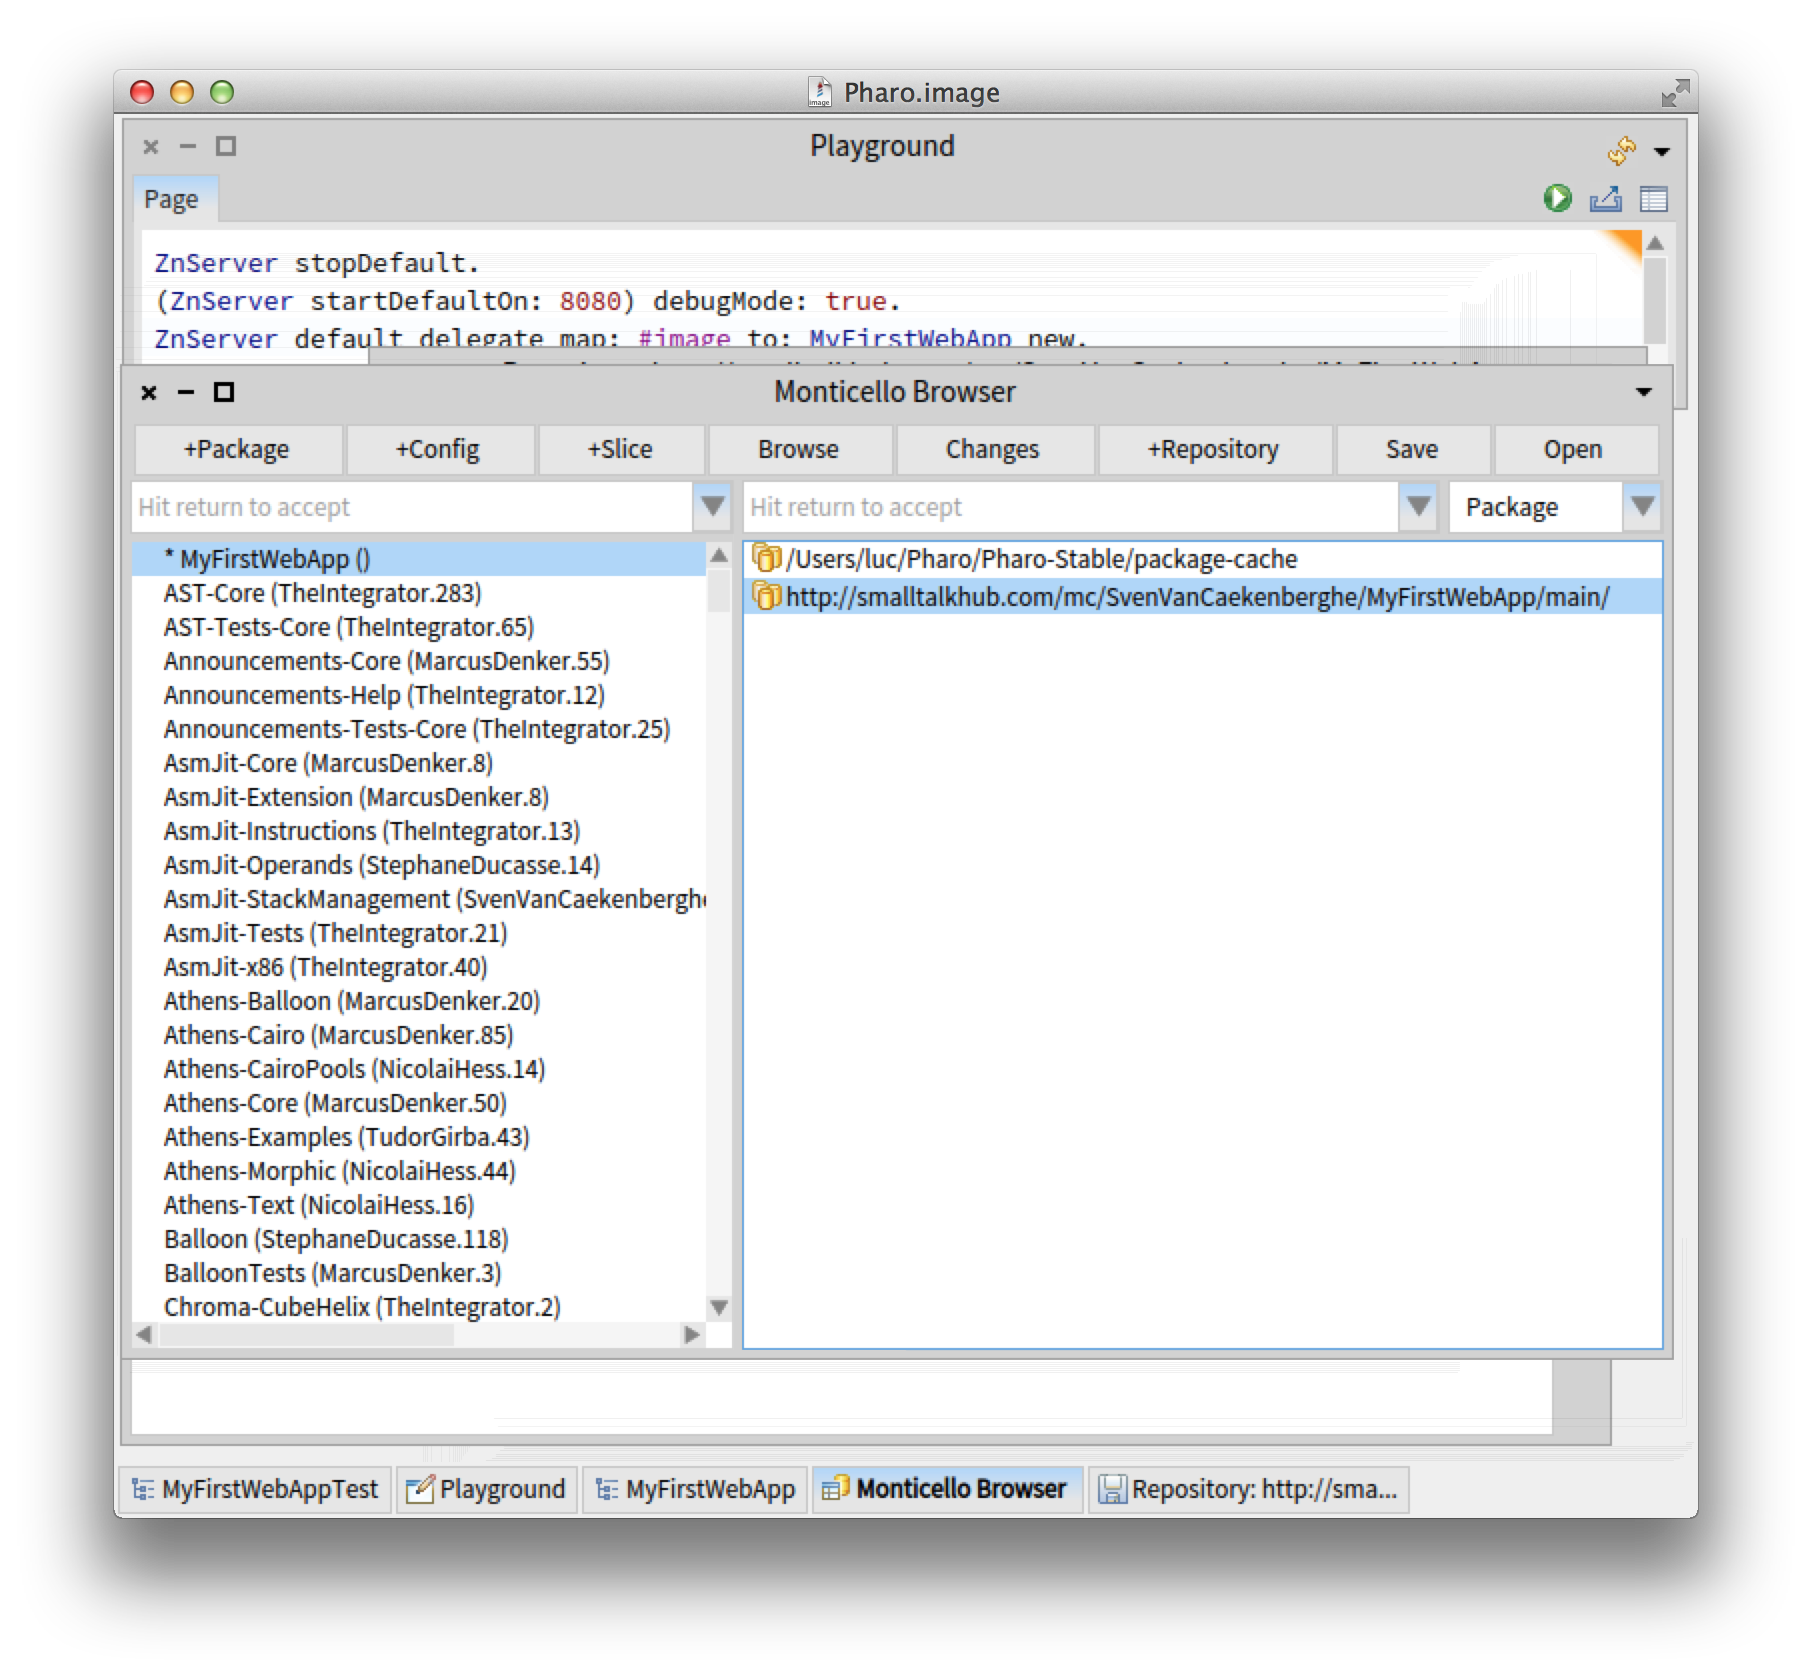 Pharo.image
Playground
Page
ZnServer stopDefault.
(ZnServer startDefaultOn: 8080) debugMode: true.
ZnServer default delegate map: #image to: MyFirstWebApp new.
Monticello Browser
+Package +Config +Slice Browse Changes +Repository Save Open
Hit return to accept Hit return to accept Package
* MyFirstWebApp ()
AST-Core (TheIntegrator.283)
AST-Tests-Core (TheIntegrator.65)
Announcements-Core (MarcusDenker.55)
Announcements-Help (TheIntegrator.12)
Announcements-Tests-Core (TheIntegrator.25)
AsmJit-Core (MarcusDenker.8)
AsmJit-Extension (MarcusDenker.8)
AsmJit-Instructions (TheIntegrator.13)
AsmJit-Operands (StephaneDucasse.14)
AsmJit-StackManagement (SvenVanCaekenberghe
AsmJit-Tests (TheIntegrator.21)
AsmJit-x86 (TheIntegrator.40)
Athens-Balloon (MarcusDenker.20)
Athens-Cairo (MarcusDenker.85)
Athens-CairoPools (NicolaiHess.14)
Athens-Core (MarcusDenker.50)
Athens-Examples (TudorGirba.43)
Athens-Morphic (NicolaiHess.44)
Athens-Text (NicolaiHess.16)
Balloon (StephaneDucasse.118)
BalloonTests (MarcusDenker.3)
Chroma-CubeHelix (TheIntegrator.2)
/Users/luc/Pharo/Pharo-Stable/package-cache
http://smalltalkhub.com/mc/SvenVanCaekenberghe/MyFirstWebApp/main/
MyFirstWebAppTest Playground MyFirstWebApp Monticello Browser Repository: http://sma...